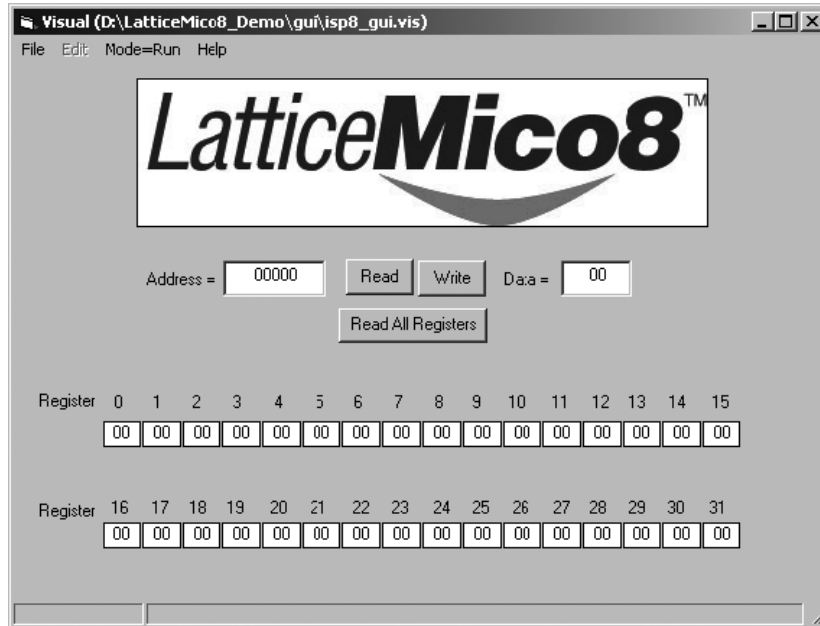 Visual (D:\LatticeMico8_Demo\gui\isp8_gui.vis)
File Edit Mode=Run Help
LatticeMico8™
Address = 00000 Read Write Da:a = 00
Read All Registers
Register 0 1 2 3 4 5 6 7 8 9 10 11 12 13 14 15
00 00 00 00 00 00 00 00 00 00 00 00 00 00 00 00
Register 16 17 18 19 20 21 22 23 24 25 26 27 28 29 30 31
00 00 00 00 00 00 00 00 00 00 00 00 00 00 00 00